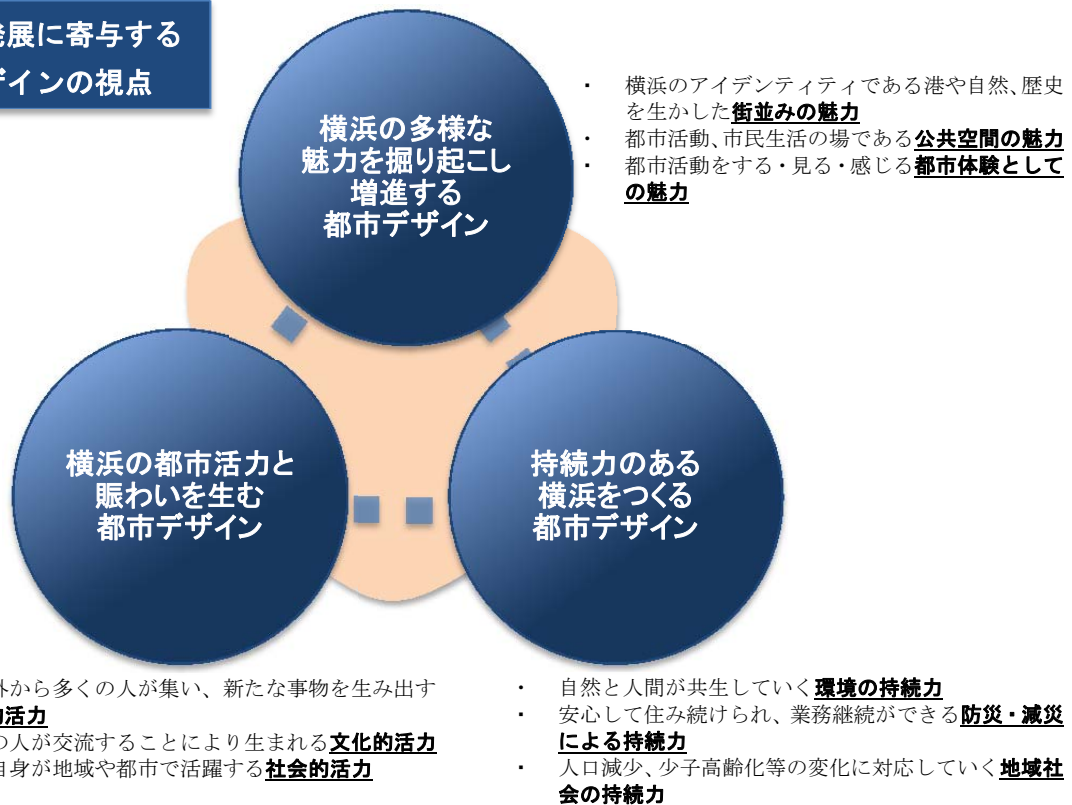 展に寄与する
インの視点
横浜の多様な
魅力を掘り起こし
増進する
都市デザイン
・ 横浜のアイデンティティである港や自然、歴史
を生かした街並みの魅力
・ 都市活動、市民生活の場である公共空間の魅力
・ 都市活動をする・見る・感じる都市体験として
の魅力
横浜の都市活力と
賑わいを生む
都市デザイン
持続力のある
横浜をつくる
都市デザイン
外から多くの人が集い、新たな事物を生み出す
活力
の人が交流することにより生まれる文化的活力
自身が地域や都市で活躍する社会的活力
・ 自然と人間が共生していく環境の持続力
・ 安心して住み続けられ、業務継続ができる防災・減災
による持続力
・ 人口減少、少子高齢化等の変化に対応していく地域社
会の持続力